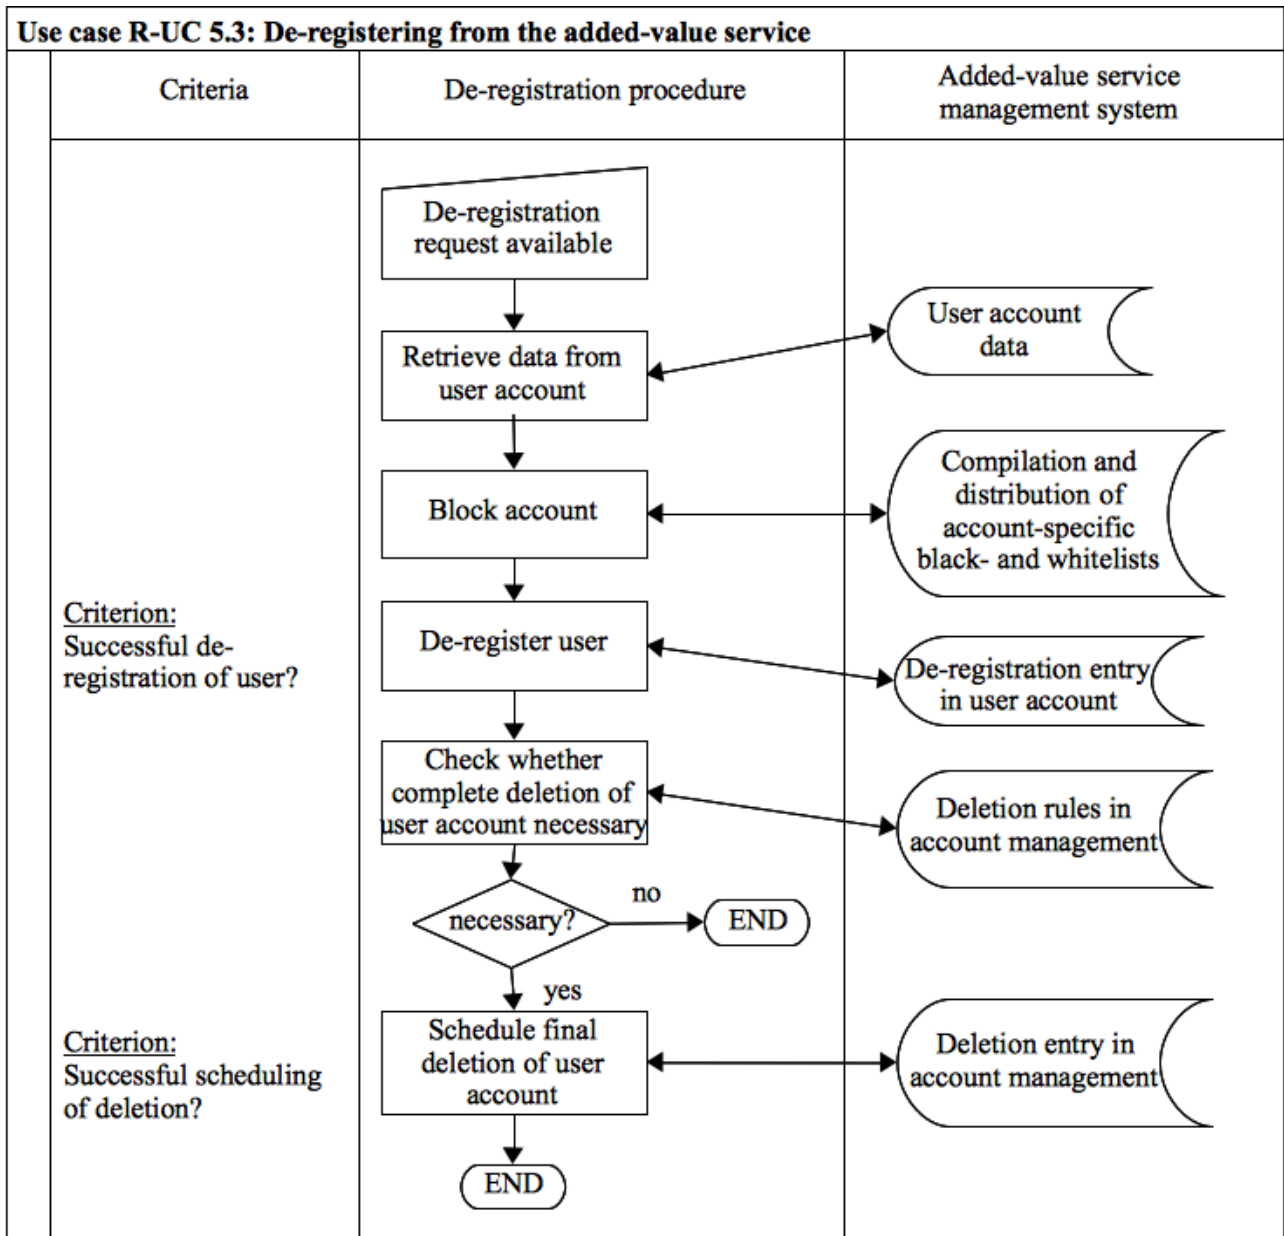 Use case R-UC 5.3: De-registering from the added-value service
Criteria
De-registration procedure
Added-value service
management system
De-registration
request available
Retrieve data from
user account
User account
data
Block account
Compilation and
distribution of
account-specific
black- and whitelists
Criterion:
Successful de-
registration of user?
De-register user
De-registration entry
in user account
Check whether
complete deletion of
user account necessary
Deletion rules in
account management
necessary?
no
END
yes
Criterion:
Successful scheduling
of deletion?
Schedule final
deletion of user
account
Deletion entry in
account management
END